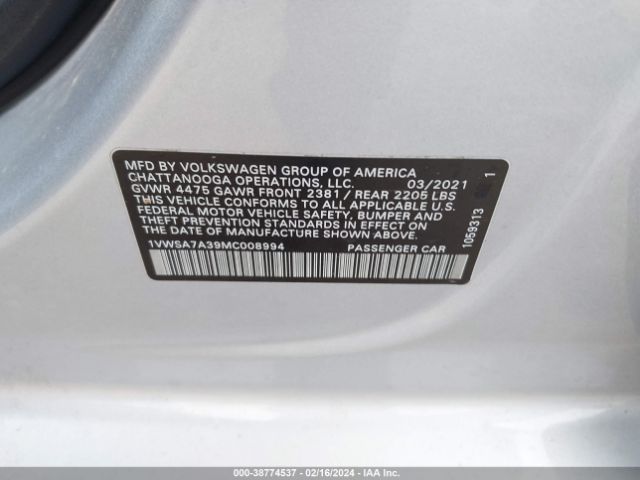 MFD BY VOLKSWAGEN GROUP OF AMERICA
CHATTANOOGA OPERATIONS, LLC. 03/2021
GVWR 4475 GAWR FRONT 2381 / REAR 2205 LBS
THIS VEHICLE CONFORMS TO ALL APPLICABLE U.S.
FEDERAL MOTOR VEHICLE SAFETY, BUMPER AND
THEFT PREVENTION STANDARDS IN EFFECT ON THE
DATE OF MANUFACTURE SHOWN ABOVE.
1VWSA7A39MC008994 PASSENGER CAR
1059313
1
© - 38774537 - 02/16/2024 - IAA Inc.